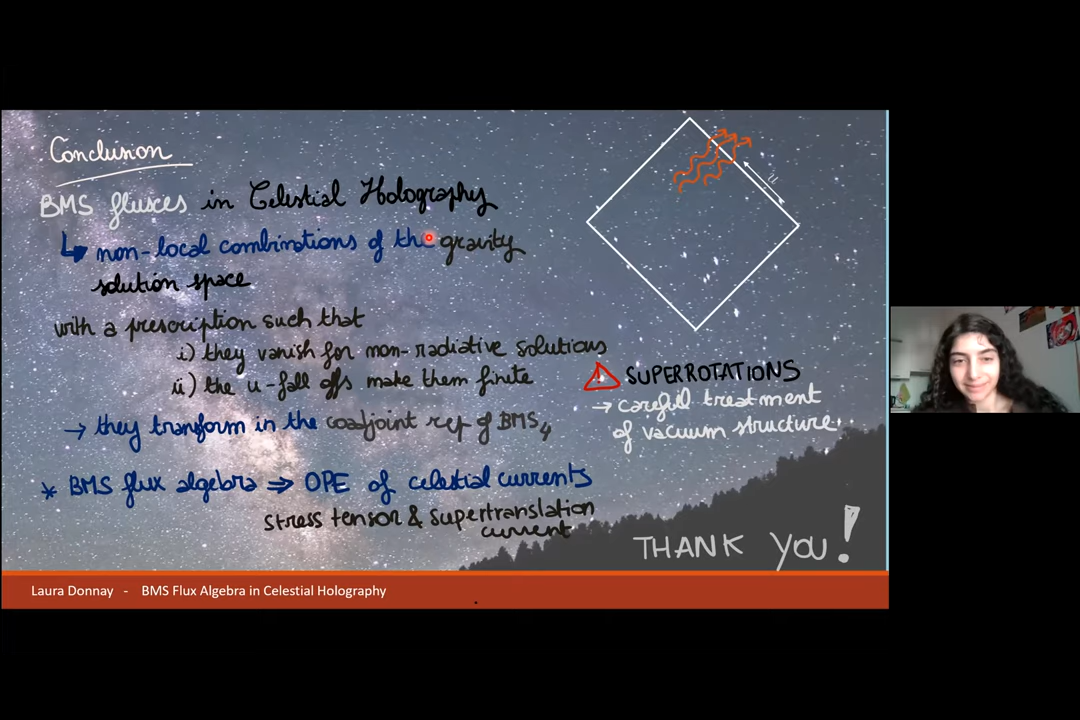 Conclusion
BMS fluxes in Celestial Holography
↳ non-local combinations of the gravity
solution space
with a prescription such that
i) they vanish for non-radiative solutions
ii) the u-fall offs make them finite
→ they transform in the coadjoint rep of BMS4
* BMS flux algebra ⇒ OPE of celestial currents
stress tensor & supertranslation
current
u
! SUPERROTATIONS
→ careful treatment
of vacuum structure.
THANK YOU!
Laura Donnay - BMS Flux Algebra in Celestial Holography